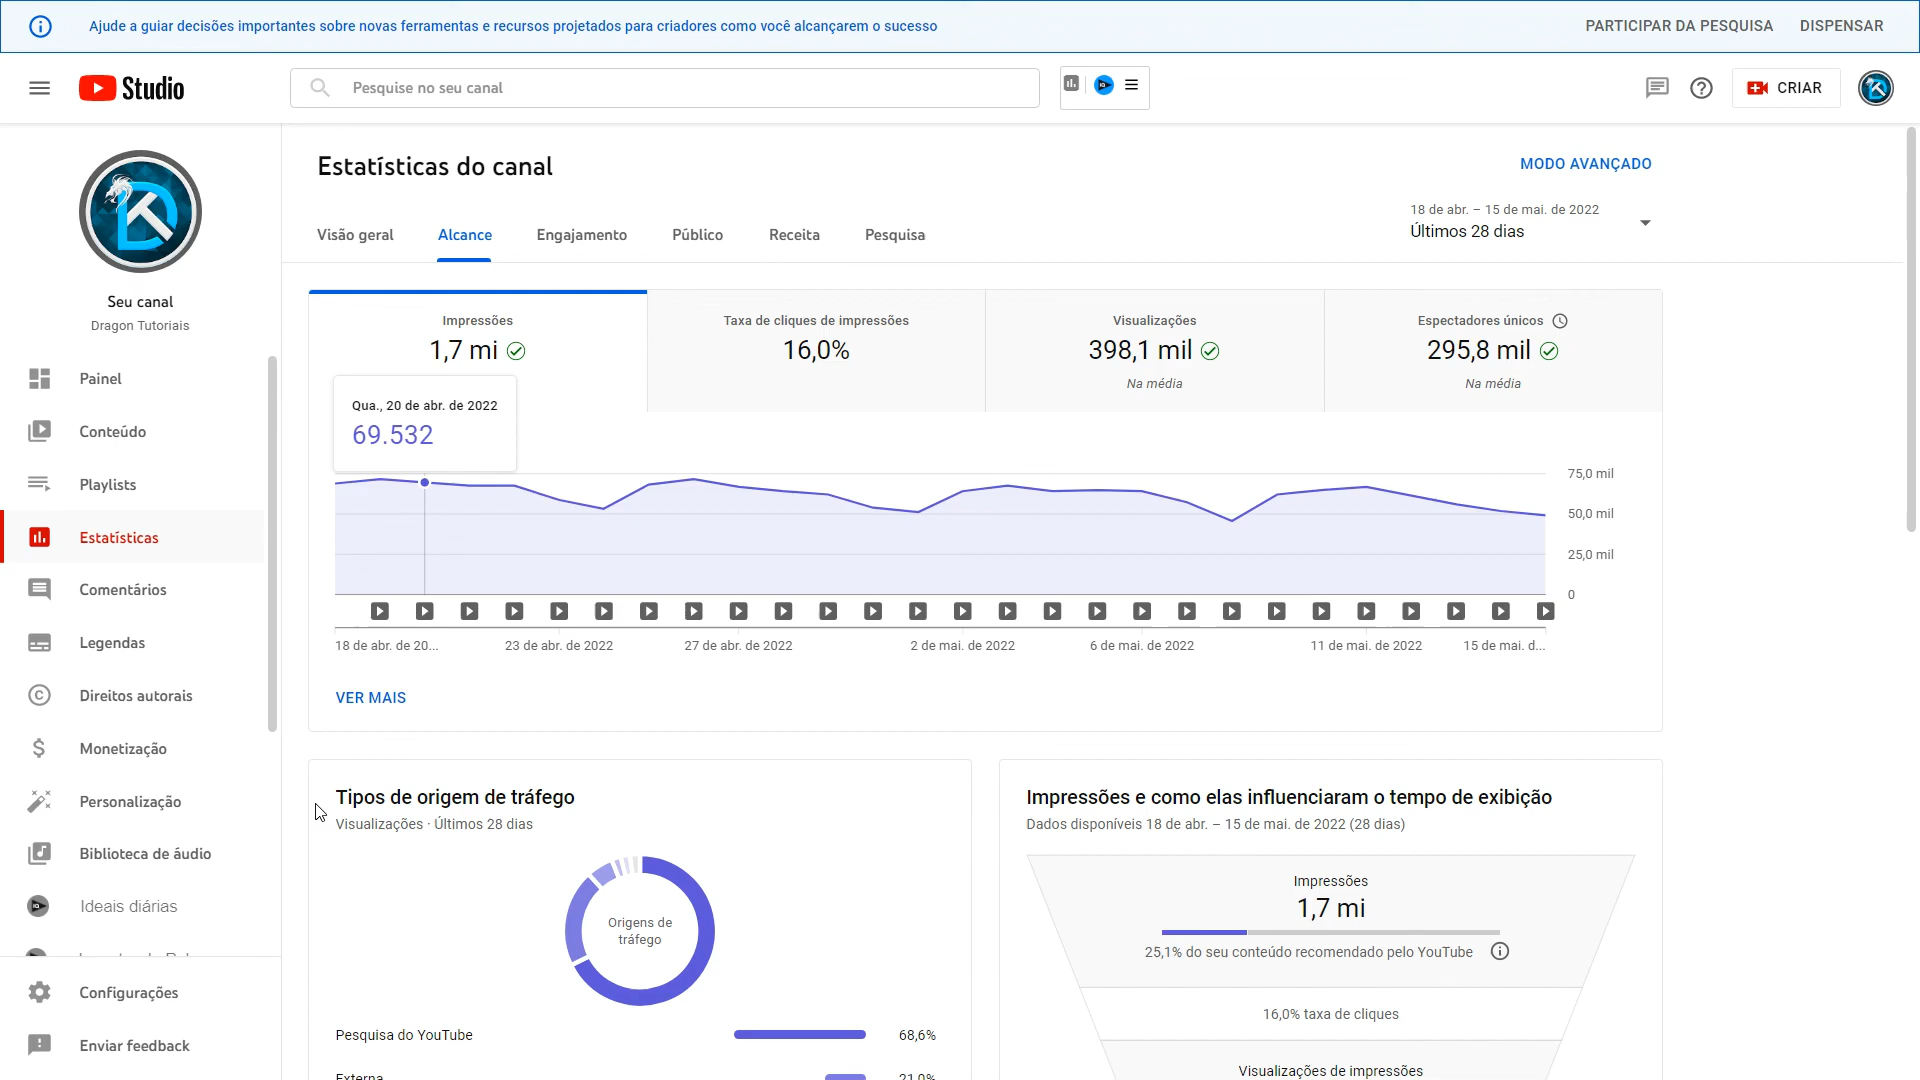 Ajude a guiar decisões importantes sobre novas ferramentas e recursos projetados para criadores como você alcançarem o sucesso
PARTICIPAR DA PESQUISA
DISPENSAR
Studio
Pesquise no seu canal
CRIAR
Seu canal
Dragon Tutoriais
Painel
Conteúdo
Playlists
Estatísticas
Comentários
Legendas
Direitos autorais
Monetização
Personalização
Biblioteca de áudio
Ideais diárias
Configurações
Enviar feedback
Estatísticas do canal
MODO AVANÇADO
Visão geral
Alcance
Engajamento
Público
Receita
Pesquisa
18 de abr. – 15 de mai. de 2022
Últimos 28 dias
Impressões
1,7 mi
Taxa de cliques de impressões
16,0%
Visualizações
398,1 mil
Na média
Espectadores únicos
295,8 mil
Na média
Qua., 20 de abr. de 2022
69.532
75,0 mil
50,0 mil
25,0 mil
0
18 de abr. de 20...
23 de abr. de 2022
27 de abr. de 2022
2 de mai. de 2022
6 de mai. de 2022
11 de mai. de 2022
15 de mai. d...
VER MAIS
Tipos de origem de tráfego
Visualizações · Últimos 28 dias
Origens de
tráfego
Pesquisa do YouTube
68,6%
Externa
21,0%
Impressões e como elas influenciaram o tempo de exibição
Dados disponíveis 18 de abr. – 15 de mai. de 2022 (28 dias)
Impressões
1,7 mi
25,1% do seu conteúdo recomendado pelo YouTube
16,0% taxa de cliques
Visualizações de impressões